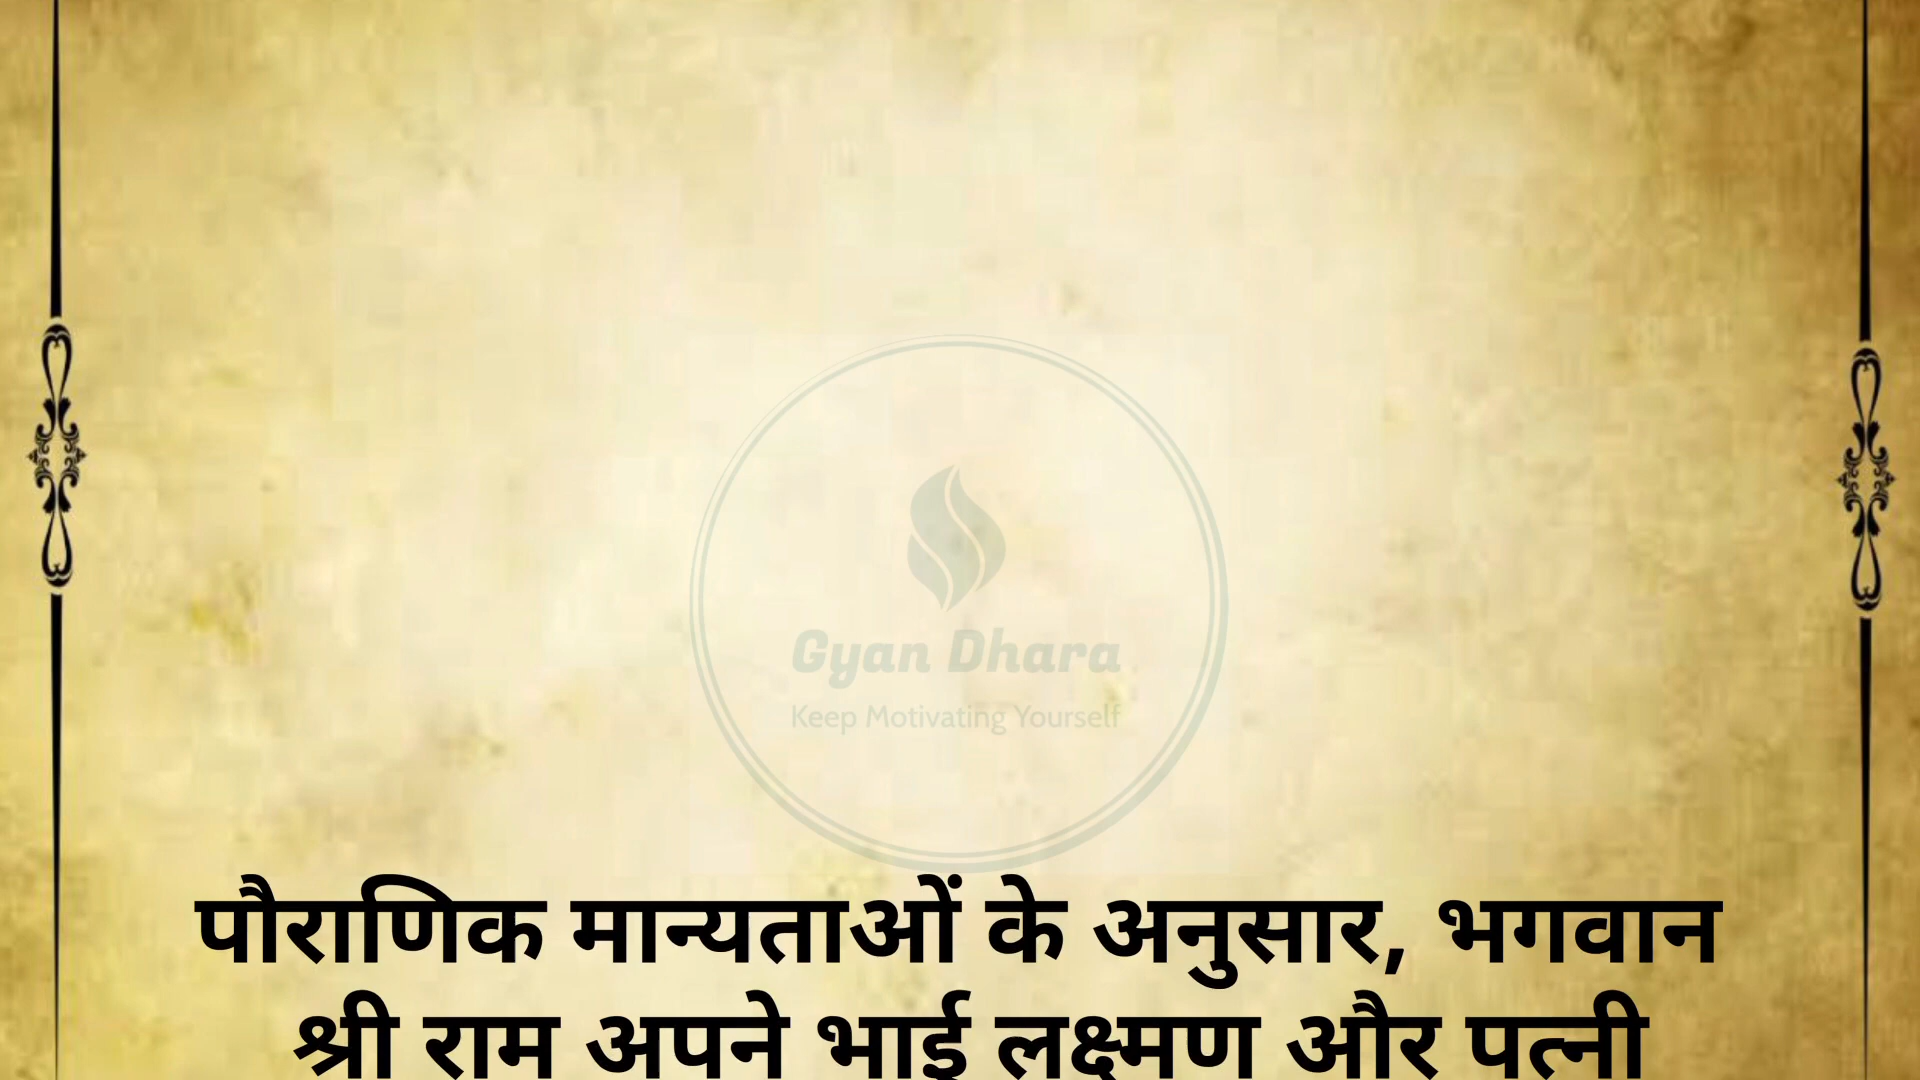 Gyan Dhara
Keep Motivating Yourself
पौराणिक मान्यताओं के अनुसार, भगवान
श्री राम अपने भाई लक्ष्मण और पत्नी